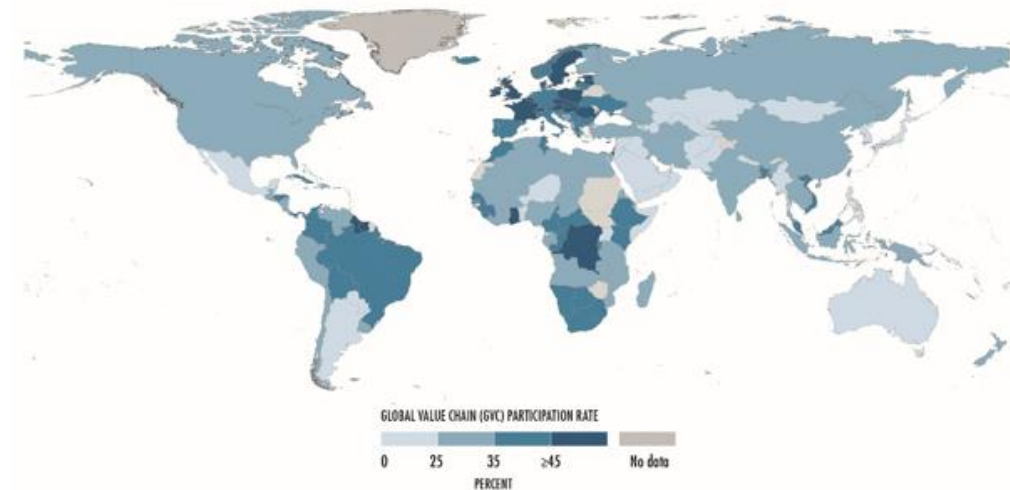 GLOBAL VALUE CHAIN (GVC) PARTICIPATION RATE
0 25 35 ≥45 No data
PERCENT